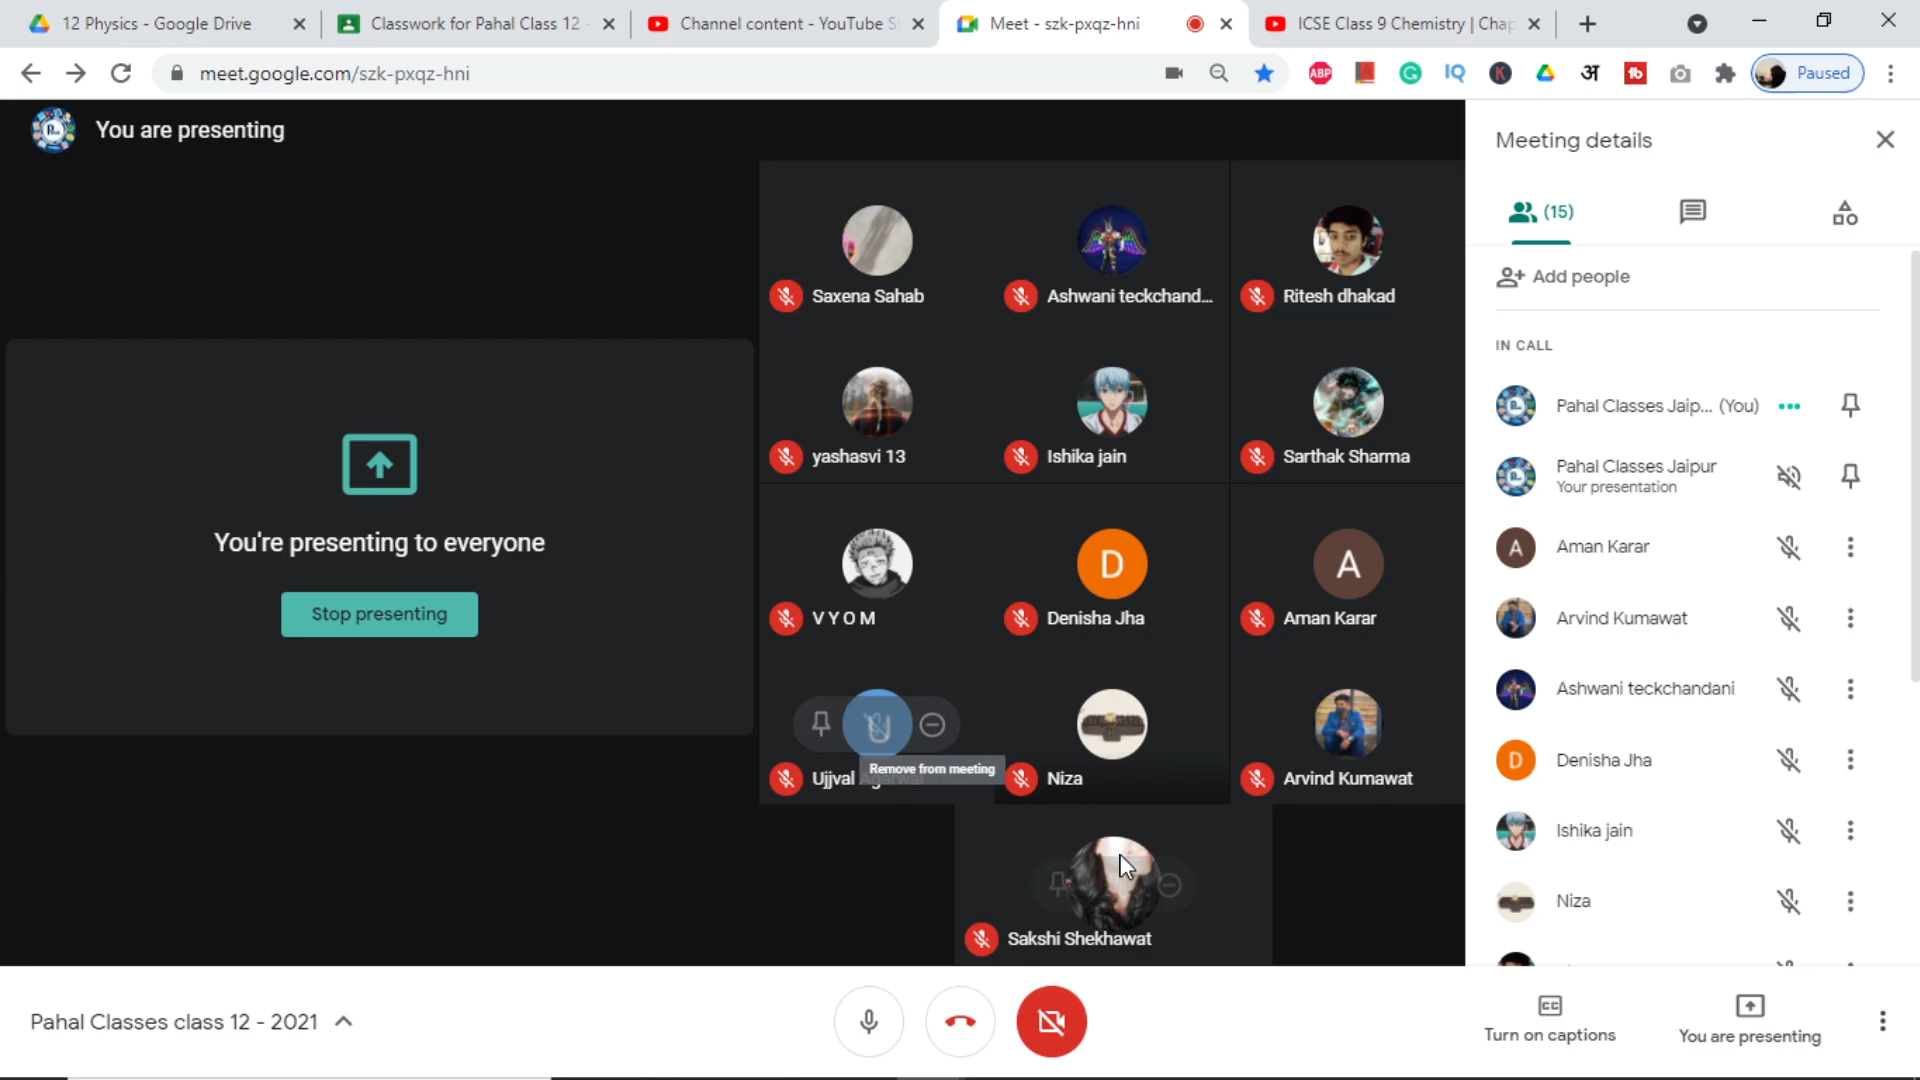 12 Physics - Google Drive
Classwork for Pahal Class 12 -
Channel content - YouTube S
Meet - szk-pxqz-hni
ICSE Class 9 Chemistry | Chap
meet.google.com/szk-pxqz-hni
ABP
IQ
K
अ
tb
Paused
You are presenting
You're presenting to everyone
Stop presenting
Saxena Sahab
Ashwani teckchand...
Ritesh dhakad
yashasvi 13
Ishika jain
Sarthak Sharma
V Y O M
D
Denisha Jha
A
Aman Karar
U
Ujjval Agarwal
Remove from meeting
Niza
Arvind Kumawat
Sakshi Shekhawat
Meeting details
(15)
Add people
IN CALL
Pahal Classes Jaip... (You)
Pahal Classes Jaipur
Your presentation
A
Aman Karar
Arvind Kumawat
Ashwani teckchandani
D
Denisha Jha
Ishika jain
Niza
Pahal Classes class 12 - 2021
CC
Turn on captions
You are presenting